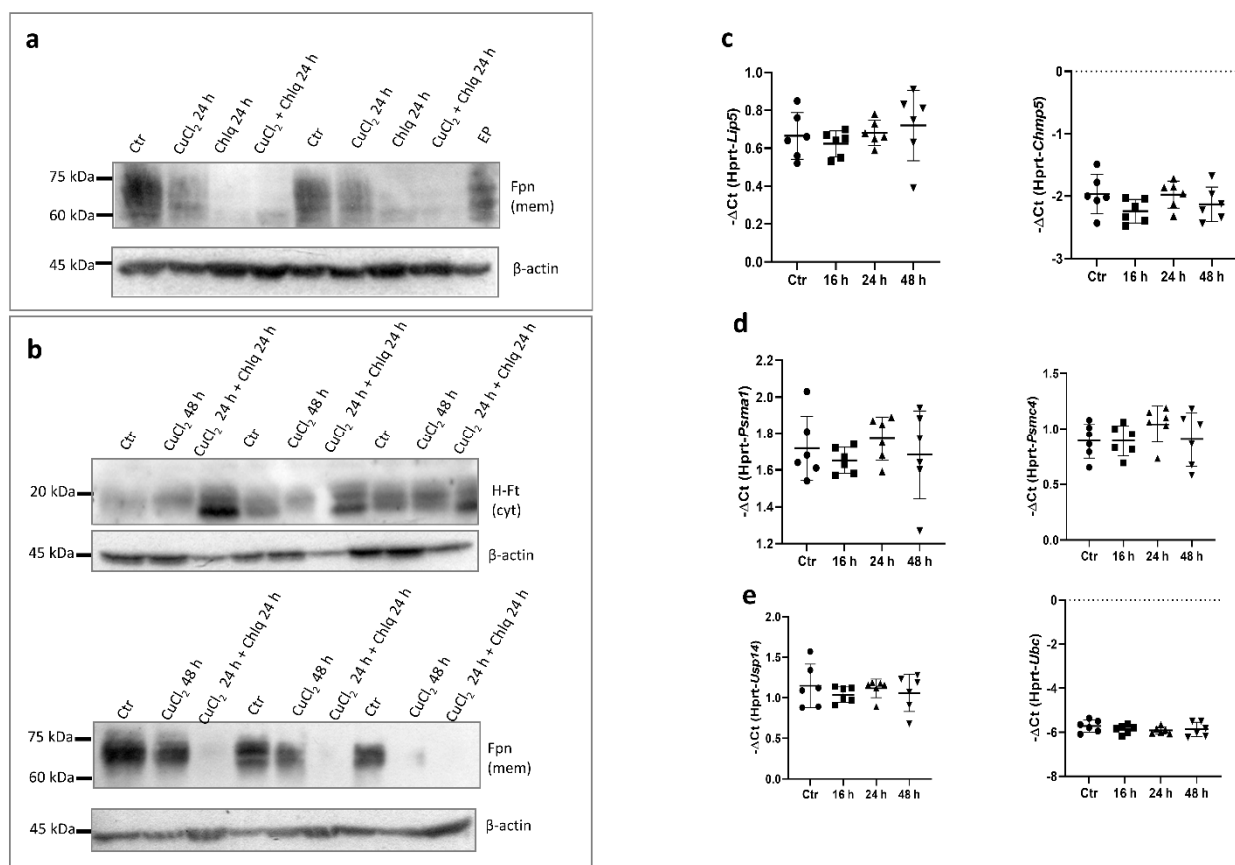 a
Ctr
CuCl₂ 24 h
Chlq 24 h
CuCl₂ + Chlq 24 h
Ctr
CuCl₂ 24 h
Chlq 24 h
CuCl₂ + Chlq 24 h
EP
75 kDa
60 kDa
Fpn
(mem)
45 kDa
β-actin
b
Ctr
CuCl₂ 48 h
CuCl₂ 24 h + Chlq 24 h
Ctr
CuCl₂ 48 h
CuCl₂ 24 h + Chlq 24 h
Ctr
CuCl₂ 48 h
CuCl₂ 24 h + Chlq 24 h
20 kDa
H-Ft
(cyt)
45 kDa
β-actin
Ctr
CuCl₂ 48 h
CuCl₂ 24 h + Chlq 24 h
Ctr
CuCl₂ 48 h
CuCl₂ 24 h + Chlq 24 h
Ctr
CuCl₂ 48 h
CuCl₂ 24 h + Chlq 24 h
75 kDa
60 kDa
Fpn
(mem)
45 kDa
β-actin
c
-ΔCt (Hprt-Lip5)
1.0
0.8
0.6
0.4
0.2
0.0
Ctr 16 h 24 h 48 h
-ΔCt (Hprt-Chmp5)
0
-1
-2
-3
Ctr 16 h 24 h 48 h
d
-ΔCt (Hprt-Psma1)
2.2
2.0
1.8
1.6
1.4
1.2
Ctr 16 h 24 h 48 h
-ΔCt (Hprt-Psmc4)
1.5
1.0
0.5
0.0
Ctr 16 h 24 h 48 h
e
-ΔCt (Hprt-Usp14)
2.0
1.5
1.0
0.5
0.0
Ctr 16 h 24 h 48 h
-ΔCt (Hprt-Ubc)
0
-2
-4
-6
-8
Ctr 16 h 24 h 48 h